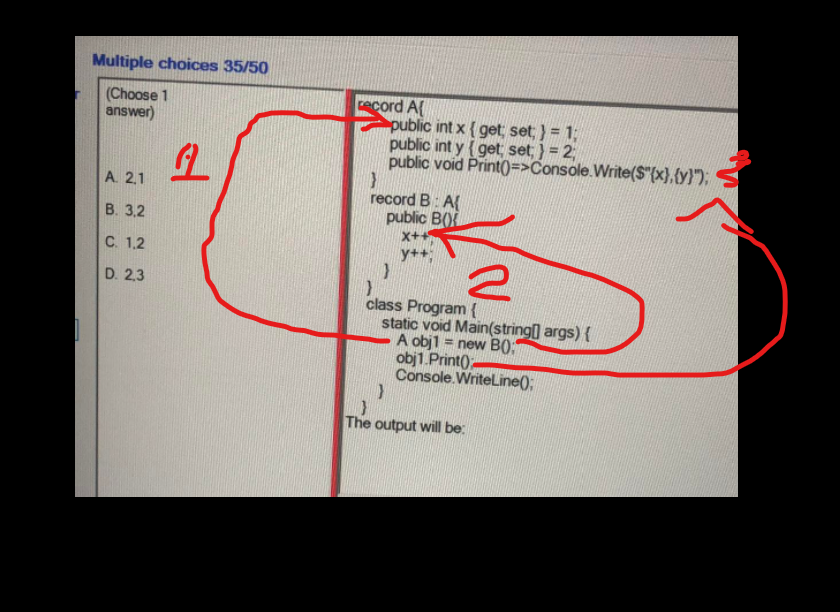 Multiple choices 35/50
(Choose 1
answer)
A. 2,1
B. 3,2
C. 1,2
D. 2,3
record A{
public int x { get; set; } = 1;
public int y { get; set; } = 2;
public void Print()=>Console.Write($"{x},{y}");
}
record B : A{
public B(){
x++;
y++;
}
}
class Program {
static void Main(string[] args) {
A obj1 = new B();
obj1.Print();
Console.WriteLine();
}
}
The output will be:
1
2
3